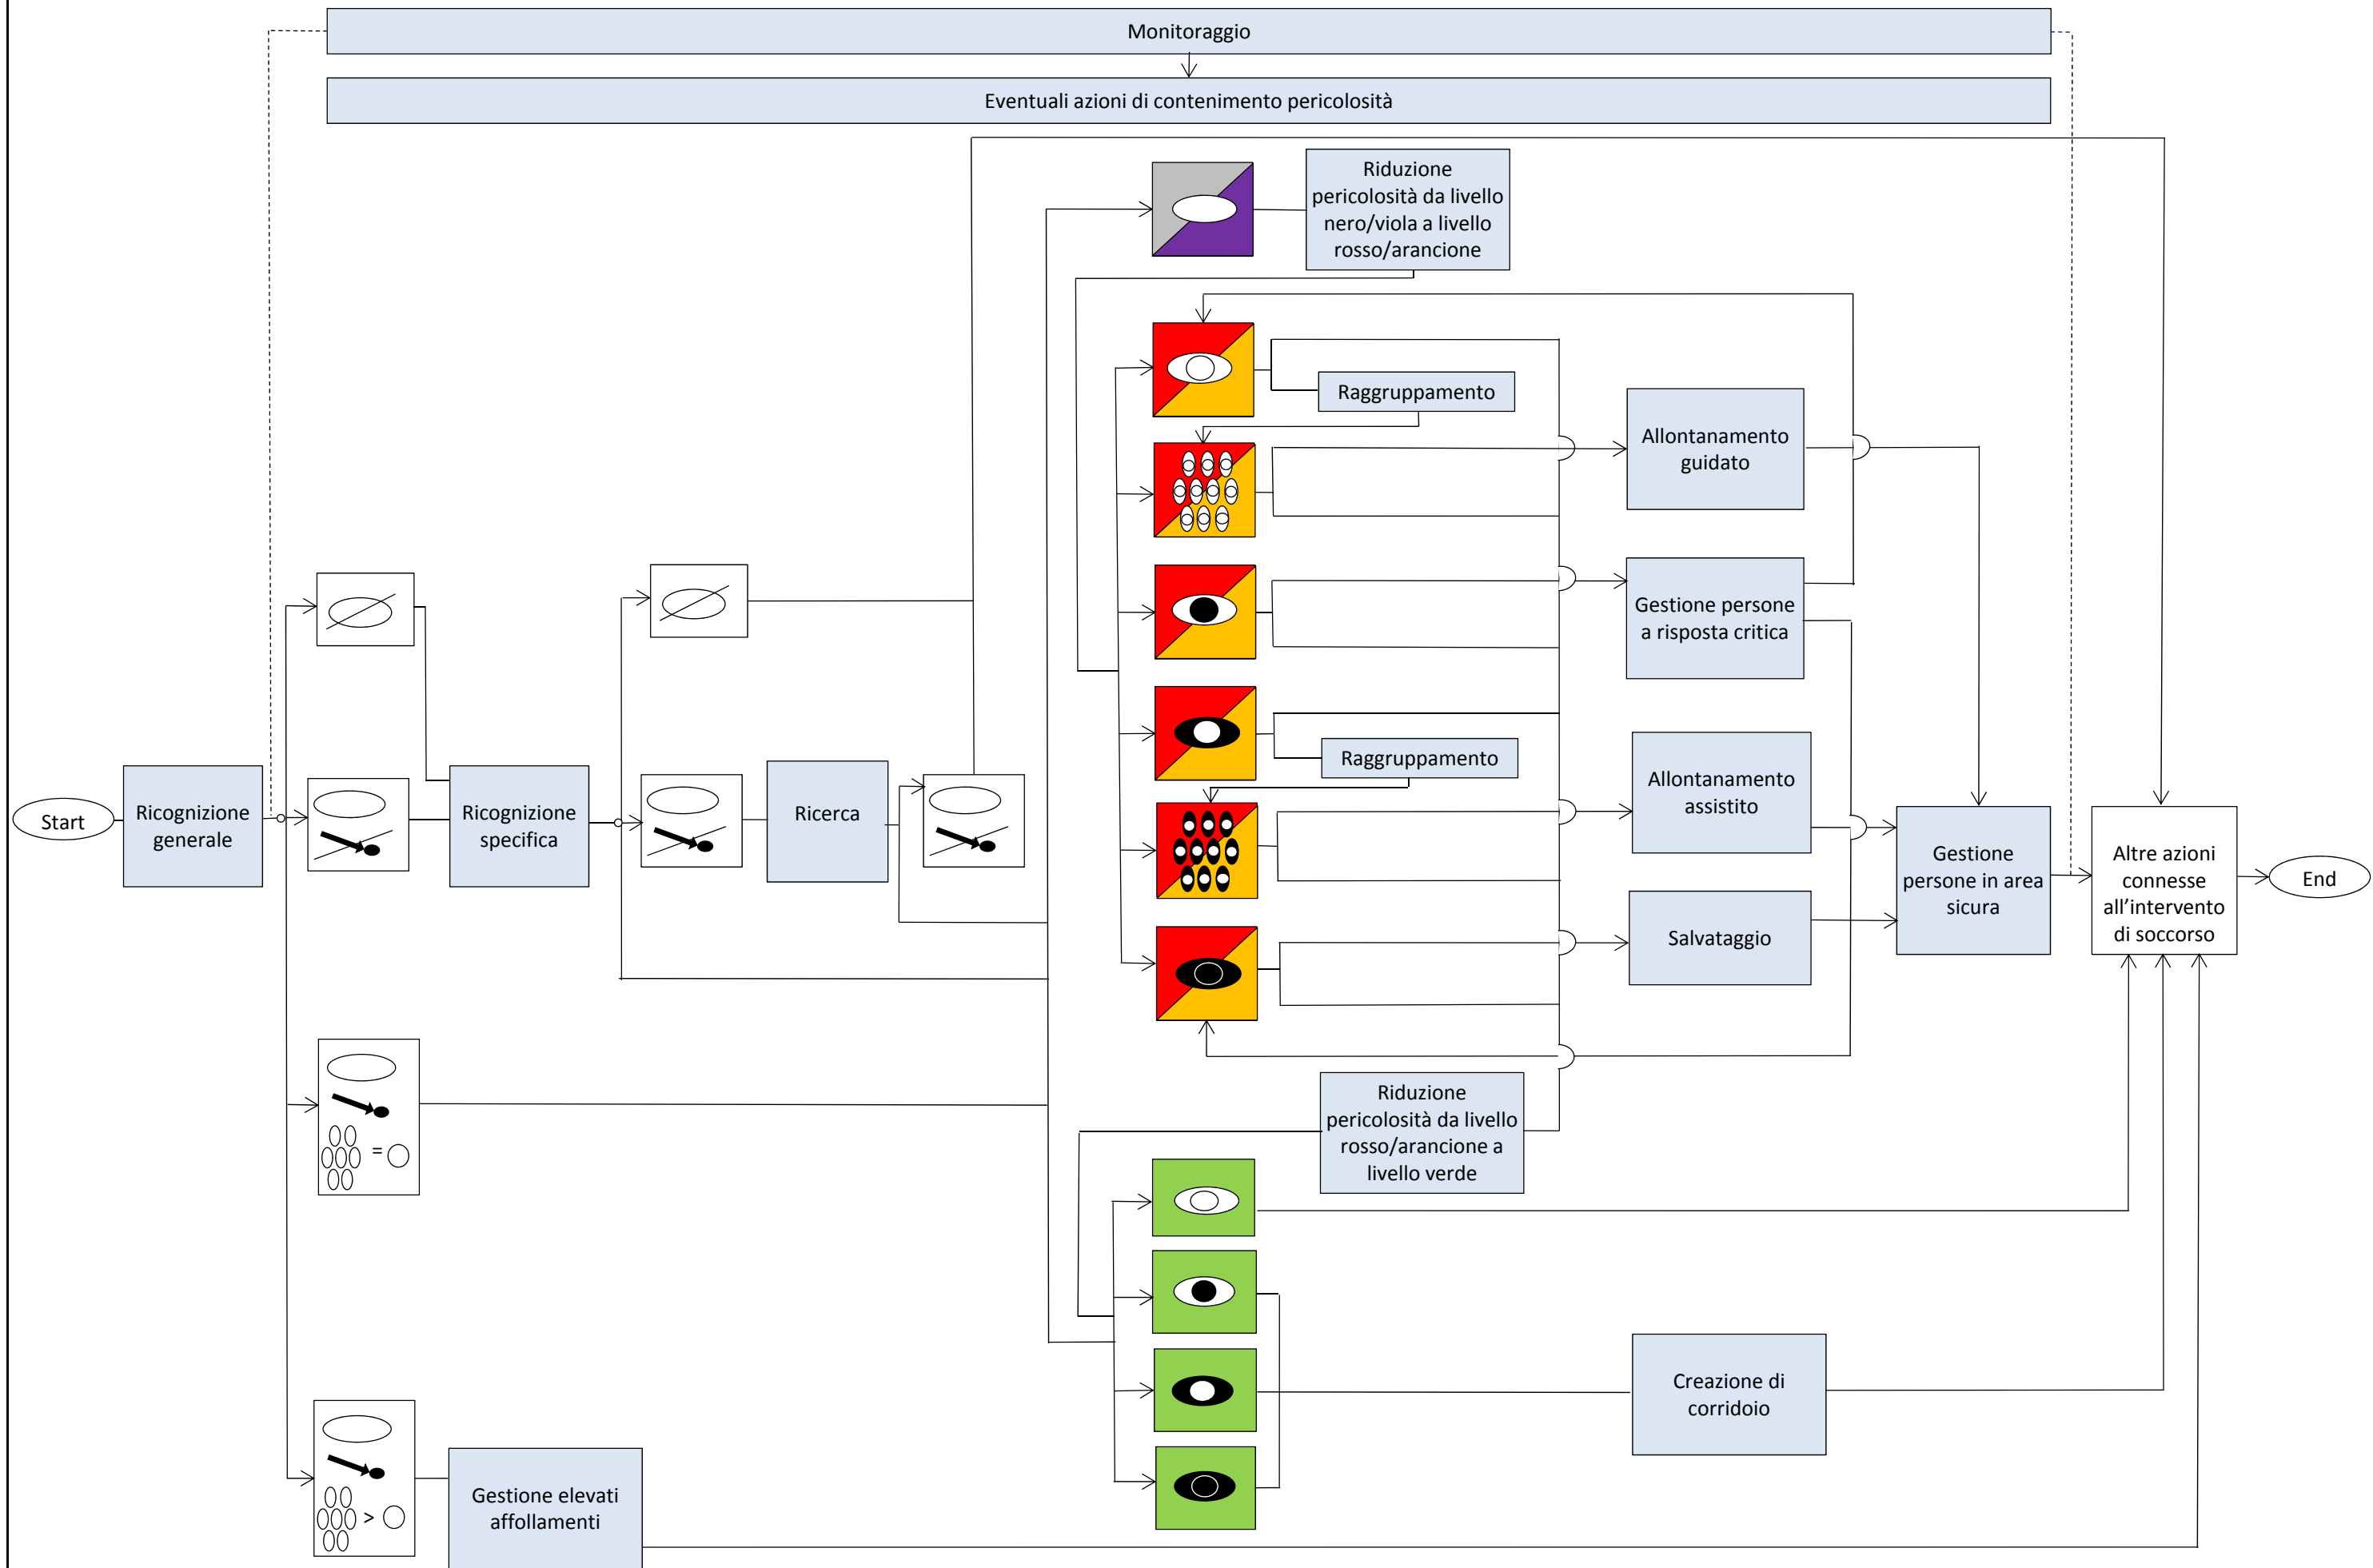 Monitoraggio
Eventuali azioni di contenimento pericolosità
Riduzione
pericolosità da livello
nero/viola a livello
rosso/arancione
Raggruppamento
Allontanamento
guidato
Gestione persone
a risposta critica
Raggruppamento
Allontanamento
assistito
Start
Ricognizione
generale
Ricognizione
specifica
Ricerca
Gestione
persone in area
sicura
Altre azioni
connesse
all’intervento
di soccorso
End
Salvataggio
=
Riduzione
pericolosità da livello
rosso/arancione a
livello verde
Creazione di
corridoio
>
Gestione elevati
affollamenti